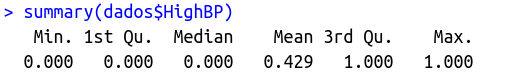 > summary(dados$HighBP)
Min. 1st Qu. Median Mean 3rd Qu. Max.
0.000 0.000 0.000 0.429 1.000 1.000